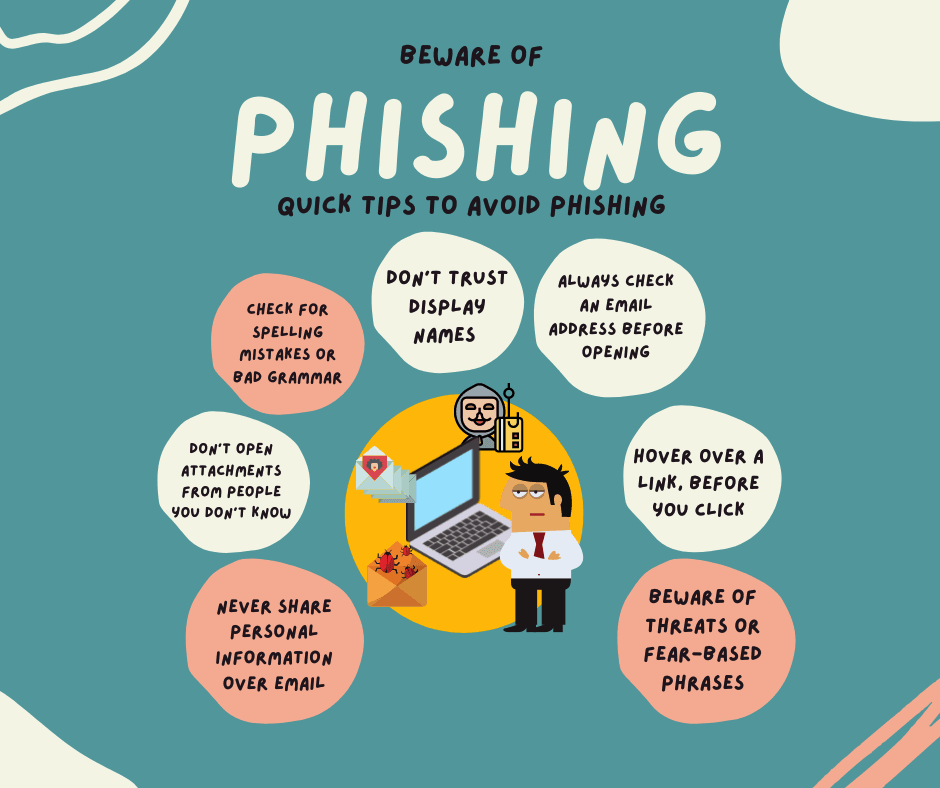 BEWARE OF
PHISHING
QUICK TIPS TO AVOID PHISHING
DON'T TRUST
DISPLAY
NAMES
ALWAYS CHECK
AN EMAIL
ADDRESS BEFORE
OPENING
CHECK FOR
SPELLING
MISTAKES OR
BAD GRAMMAR
DON'T OPEN
ATTACHMENTS
FROM PEOPLE
YOU DON'T KNOW
HOVER OVER A
LINK, BEFORE
YOU CLICK
NEVER SHARE
PERSONAL
INFORMATION
OVER EMAIL
BEWARE OF
THREATS OR
FEAR-BASED
PHRASES